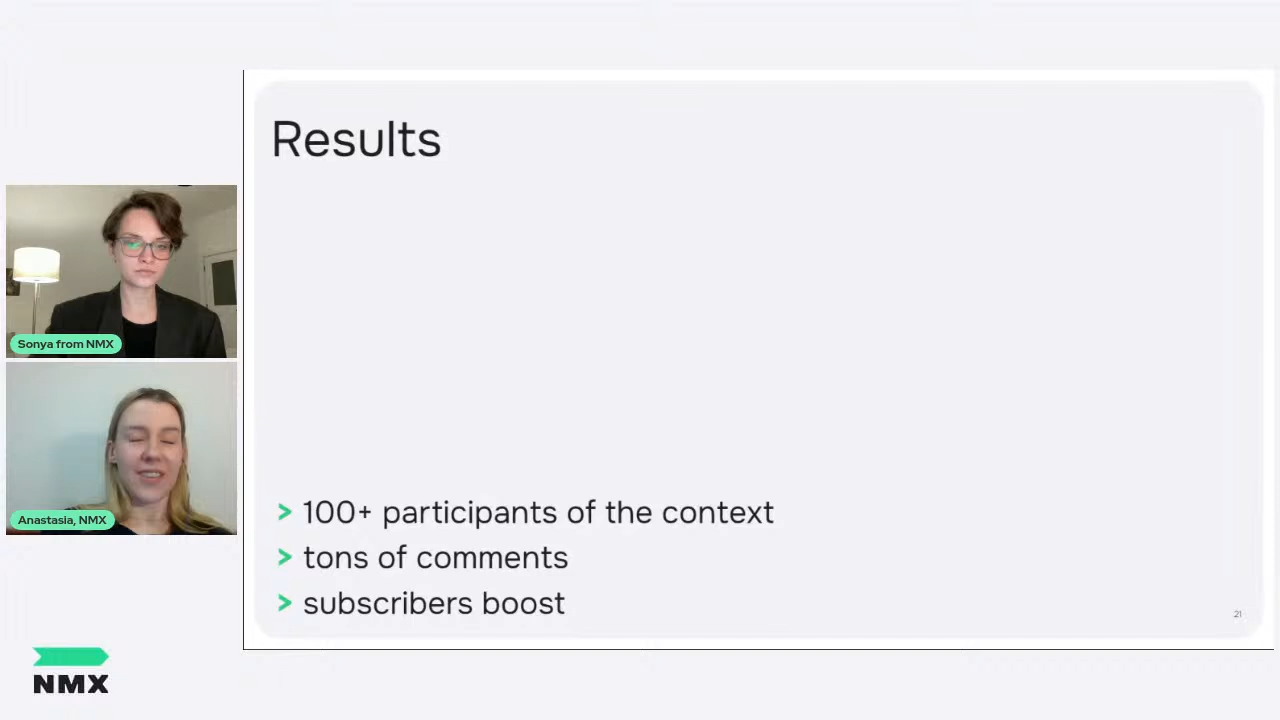 Results
Sonya from NMX
Anastasia, NMX
> 100+ participants of the context
> tons of comments
> subscribers boost
21
NMX